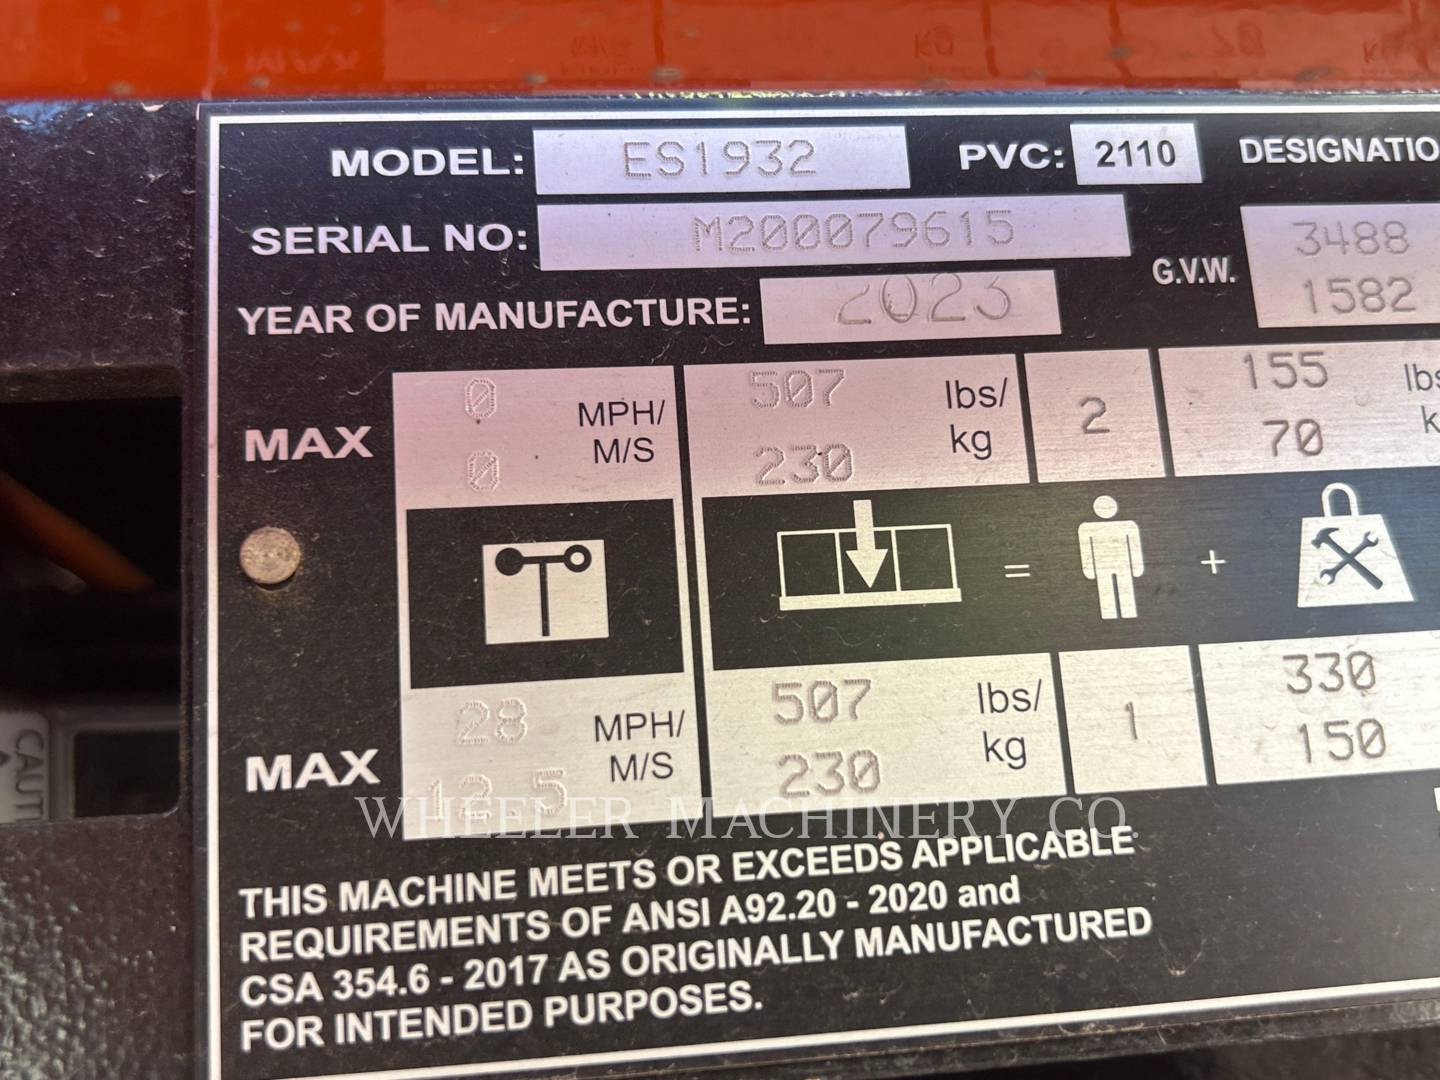 MODEL: ES1932 PVC: 2110 DESIGNATIO
SERIAL NO: M200079615
G.V.W. 3488
1582
YEAR OF MANUFACTURE: 2023
MAX 0 MPH/ 507 lbs/ 2 155 lbs
0 M/S 230 kg 70 k
= +
MAX 28 MPH/ 507 lbs/ 1 330
12.5 M/S 230 kg 150
WHEELER MACHINERY CO.
THIS MACHINE MEETS OR EXCEEDS APPLICABLE
REQUIREMENTS OF ANSI A92.20 - 2020 and
CSA 354.6 - 2017 AS ORIGINALLY MANUFACTURED
FOR INTENDED PURPOSES.
CAUT